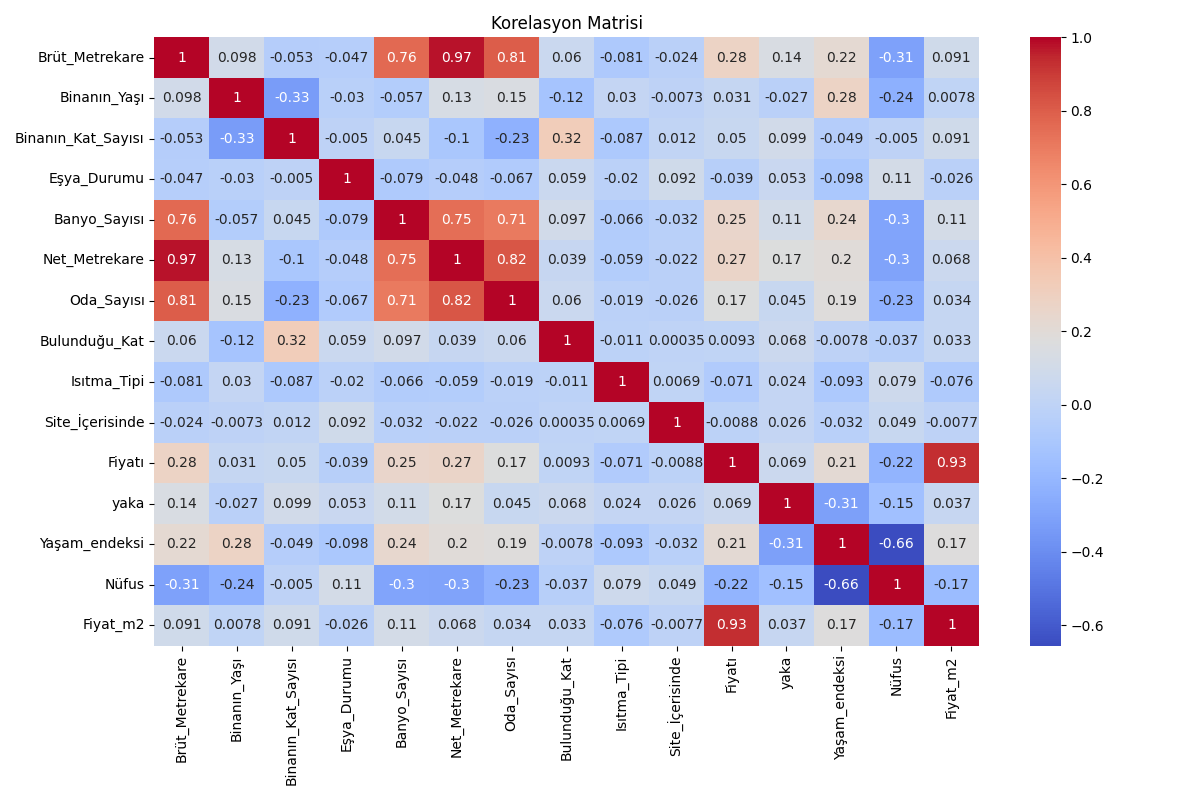 Korelasyon Matrisi
Brüt_Metrekare 1 0.098 -0.053 -0.047 0.76 0.97 0.81 0.06 -0.081 -0.024 0.28 0.14 0.22 -0.31 0.091
Binanın_Yaşı 0.098 1 -0.33 -0.03 -0.057 0.13 0.15 -0.12 0.03 -0.0073 0.031 -0.027 0.28 -0.24 0.0078
Binanın_Kat_Sayısı -0.053 -0.33 1 -0.005 0.045 -0.1 -0.23 0.32 -0.087 0.012 0.05 0.099 -0.049 -0.005 0.091
Eşya_Durumu -0.047 -0.03 -0.005 1 -0.079 -0.048 -0.067 0.059 -0.02 0.092 -0.039 0.053 -0.098 0.11 -0.026
Banyo_Sayısı 0.76 -0.057 0.045 -0.079 1 0.75 0.71 0.097 -0.066 -0.032 0.25 0.11 0.24 -0.3 0.11
Net_Metrekare 0.97 0.13 -0.1 -0.048 0.75 1 0.82 0.039 -0.059 -0.022 0.27 0.17 0.2 -0.3 0.068
Oda_Sayısı 0.81 0.15 -0.23 -0.067 0.71 0.82 1 0.06 -0.019 -0.026 0.17 0.045 0.19 -0.23 0.034
Bulunduğu_Kat 0.06 -0.12 0.32 0.059 0.097 0.039 0.06 1 -0.011 0.00035 0.0093 0.068 -0.0078 -0.037 0.033
Isıtma_Tipi -0.081 0.03 -0.087 -0.02 -0.066 -0.059 -0.019 -0.011 1 0.0069 -0.071 0.024 -0.093 0.079 -0.076
Site_İçerisinde -0.024 -0.0073 0.012 0.092 -0.032 -0.022 -0.026 0.00035 0.0069 1 -0.0088 0.026 -0.032 0.049 -0.0077
Fiyatı 0.28 0.031 0.05 -0.039 0.25 0.27 0.17 0.0093 -0.071 -0.0088 1 0.069 0.21 -0.22 0.93
yaka 0.14 -0.027 0.099 0.053 0.11 0.17 0.045 0.068 0.024 0.026 0.069 1 -0.31 -0.15 0.037
Yaşam_endeksi 0.22 0.28 -0.049 -0.098 0.24 0.2 0.19 -0.0078 -0.093 -0.032 0.21 -0.31 1 -0.66 0.17
Nüfus -0.31 -0.24 -0.005 0.11 -0.3 -0.3 -0.23 -0.037 0.079 0.049 -0.22 -0.15 -0.66 1 -0.17
Fiyat_m2 0.091 0.0078 0.091 -0.026 0.11 0.068 0.034 0.033 -0.076 -0.0077 0.93 0.037 0.17 -0.17 1
Brüt_Metrekare
Binanın_Yaşı
Binanın_Kat_Sayısı
Eşya_Durumu
Banyo_Sayısı
Net_Metrekare
Oda_Sayısı
Bulunduğu_Kat
Isıtma_Tipi
Site_İçerisinde
Fiyatı
yaka
Yaşam_endeksi
Nüfus
Fiyat_m2
1.0
0.8
0.6
0.4
0.2
0.0
−0.2
−0.4
−0.6